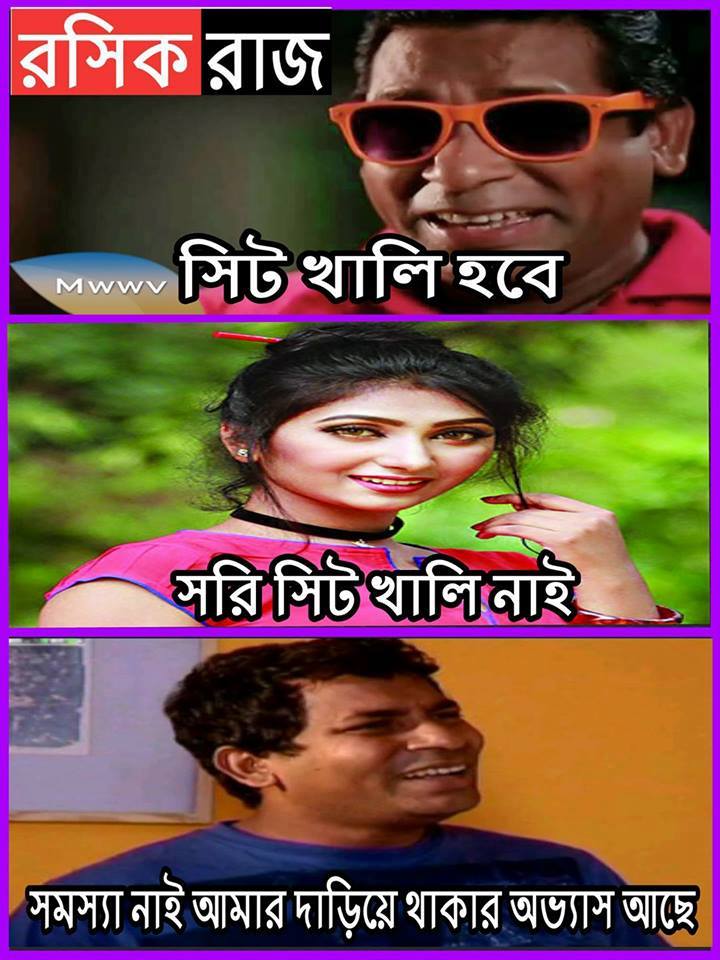 রসিক রাজ
Mwwv
সিট খালি হবে
সরি সিট খালি নাই
সমস্যা নাই আমার দাড়িয়ে থাকার অভ্যাস আছে